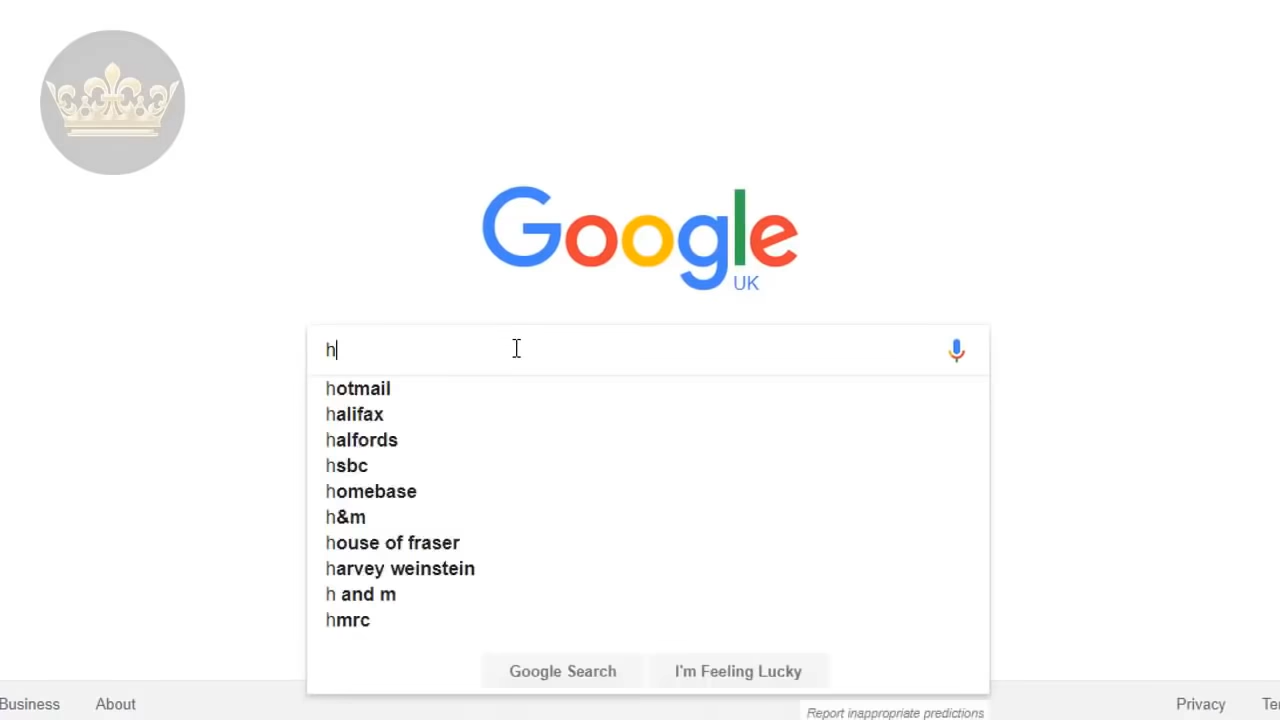 Google
UK
h
hotmail
halifax
halfords
hsbc
homebase
h&m
house of fraser
harvey weinstein
h and m
hmrc
Google Search I'm Feeling Lucky
Business About Privacy Te
Report inappropriate predictions